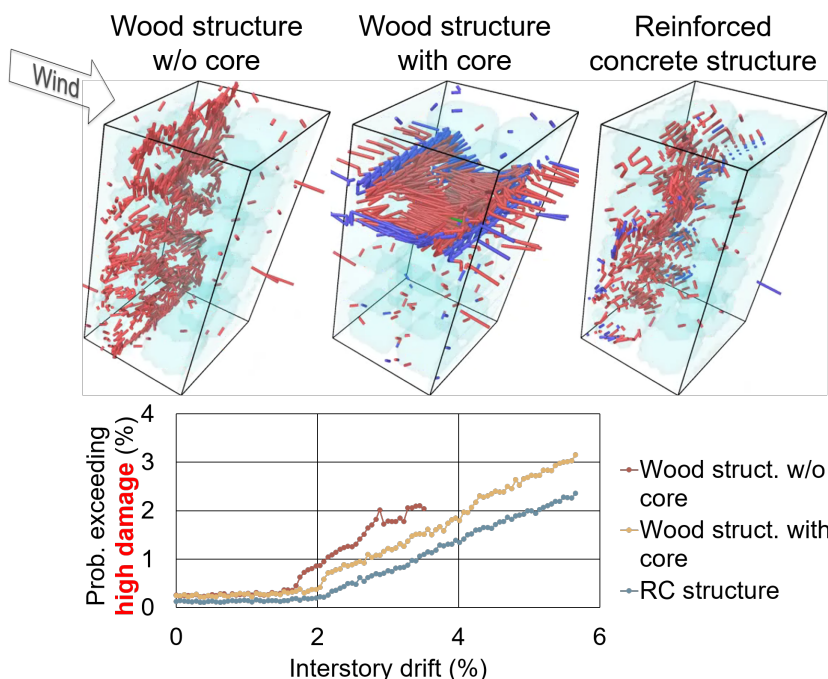 Wood structure
w/o core
Wood structure
with core
Reinforced
concrete structure
Wind
4
3
2
1
0
Prob. exceeding
high damage (%)
0
2
4
6
Interstory drift (%)
Wood struct. w/o
core
Wood struct. with
core
RC structure